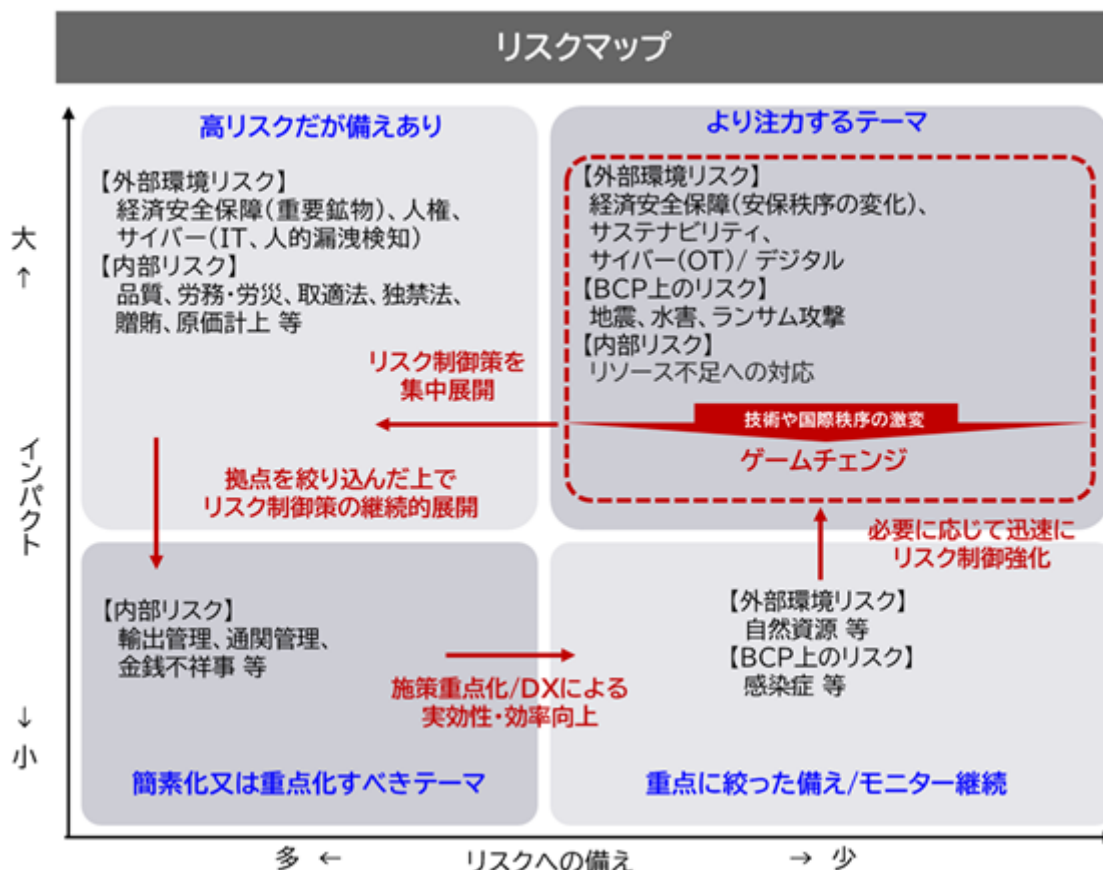 リスクマップ
高リスクだが備えあり
【外部環境リスク】
経済安全保障(重要鉱物)、人権、
サイバー(IT、人的漏洩検知)
【内部リスク】
品質、労務・労災、取適法、独禁法、
贈賄、原価計上 等
より注力するテーマ
【外部環境リスク】
経済安全保障(安保秩序の変化)、
サステナビリティ、
サイバー(OT)/ デジタル
【BCP上のリスク】
地震、水害、ランサム攻撃
【内部リスク】
リソース不足への対応
技術や国際秩序の激変
ゲームチェンジ
リスク制御策を
集中展開
拠点を絞り込んだ上で
リスク制御策の継続的展開
必要に応じて迅速に
リスク制御強化
【内部リスク】
輸出管理、通関管理、
金銭不祥事 等
施策重点化/DXによる
実効性・効率向上
簡素化又は重点化すべきテーマ
【外部環境リスク】
自然資源 等
【BCP上のリスク】
感染症 等
重点に絞った備え/モニター継続
大
↑
インパクト
↓
小
多 ←
リスクへの備え
→ 少